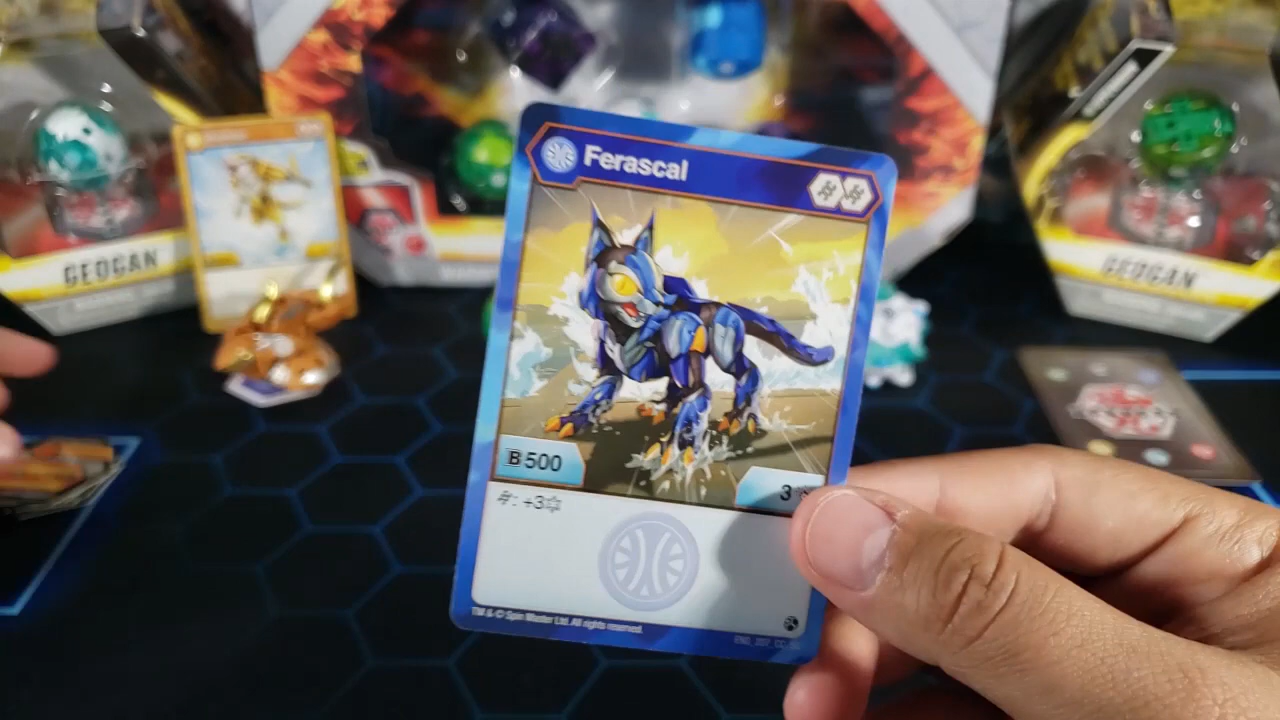 Ferascal
GEOGAN
GEOGAN
B 500
3
: +3
TM & © Spin Master Ltd. All rights reserved.